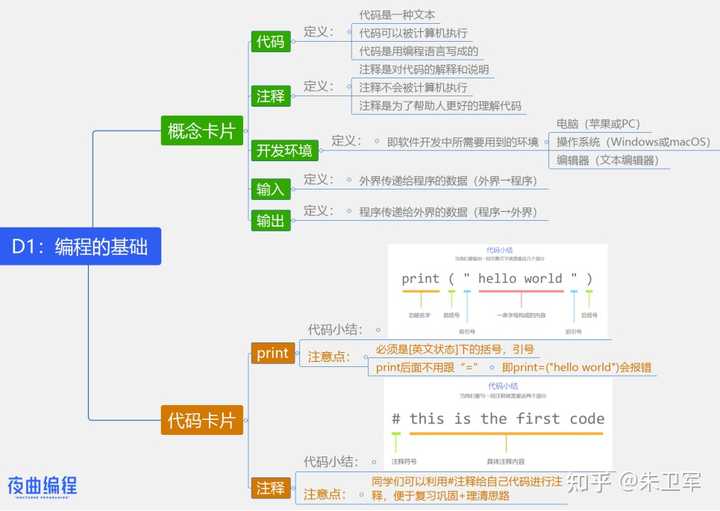 D1：编程的基础
概念卡片
代码
定义：
代码是一种文本
代码可以被计算机执行
代码是用编程语言写成的
注释
定义：
注释是对代码的解释和说明
注释不会被计算机执行
注释是为了帮助人更好的理解代码
开发环境
定义：
即软件开发中所需要用到的环境
电脑（苹果或PC）
操作系统（Windows或macOS）
编辑器（文本编辑器）
输入
定义：
外界传递给程序的数据（外界→程序）
输出
定义：
程序传递给外界的数据（程序→外界）
代码卡片
print
代码小结：
代码小结
print ( " hello world " )
功能名字
前括号
前引号
一串字母构成的内容
后引号
后括号
注意点：
必须是[英文状态]下的括号，引号
print后面不用跟“=”
即print=("hello world")会报错
注释
代码小结：
代码小结
# this is the first code
注释符号
具体注释内容
注意点：
同学们可以利用#注释给自己代码进行注
释，便于复习巩固+理清思路
夜曲编程
知乎 @朱卫军